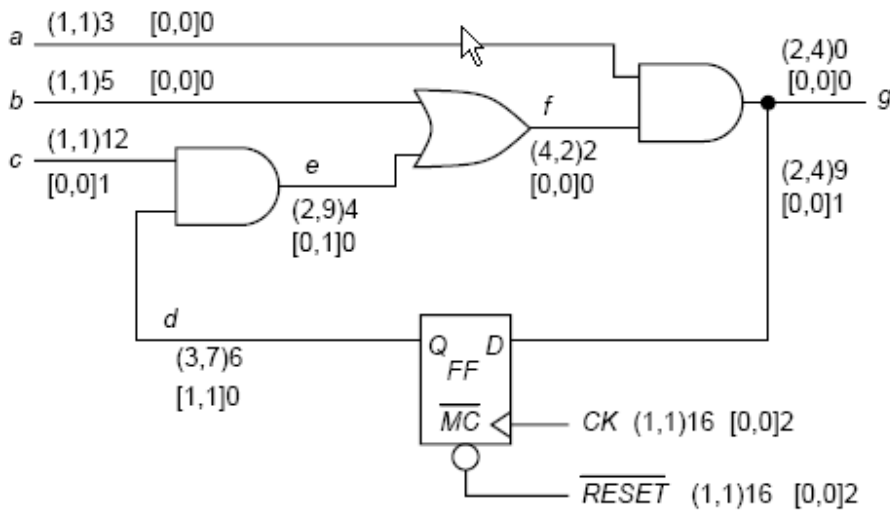 a (1,1)3 [0,0]0
(2,4)0
[0,0]0
g
b (1,1)5 [0,0]0
f
c (1,1)12
[0,0]1
e
(4,2)2
[0,0]0
(2,4)9
[0,0]1
(2,9)4
[0,1]0
d
(3,7)6
[1,1]0
Q D
FF
MC
CK (1,1)16 [0,0]2
RESET (1,1)16 [0,0]2